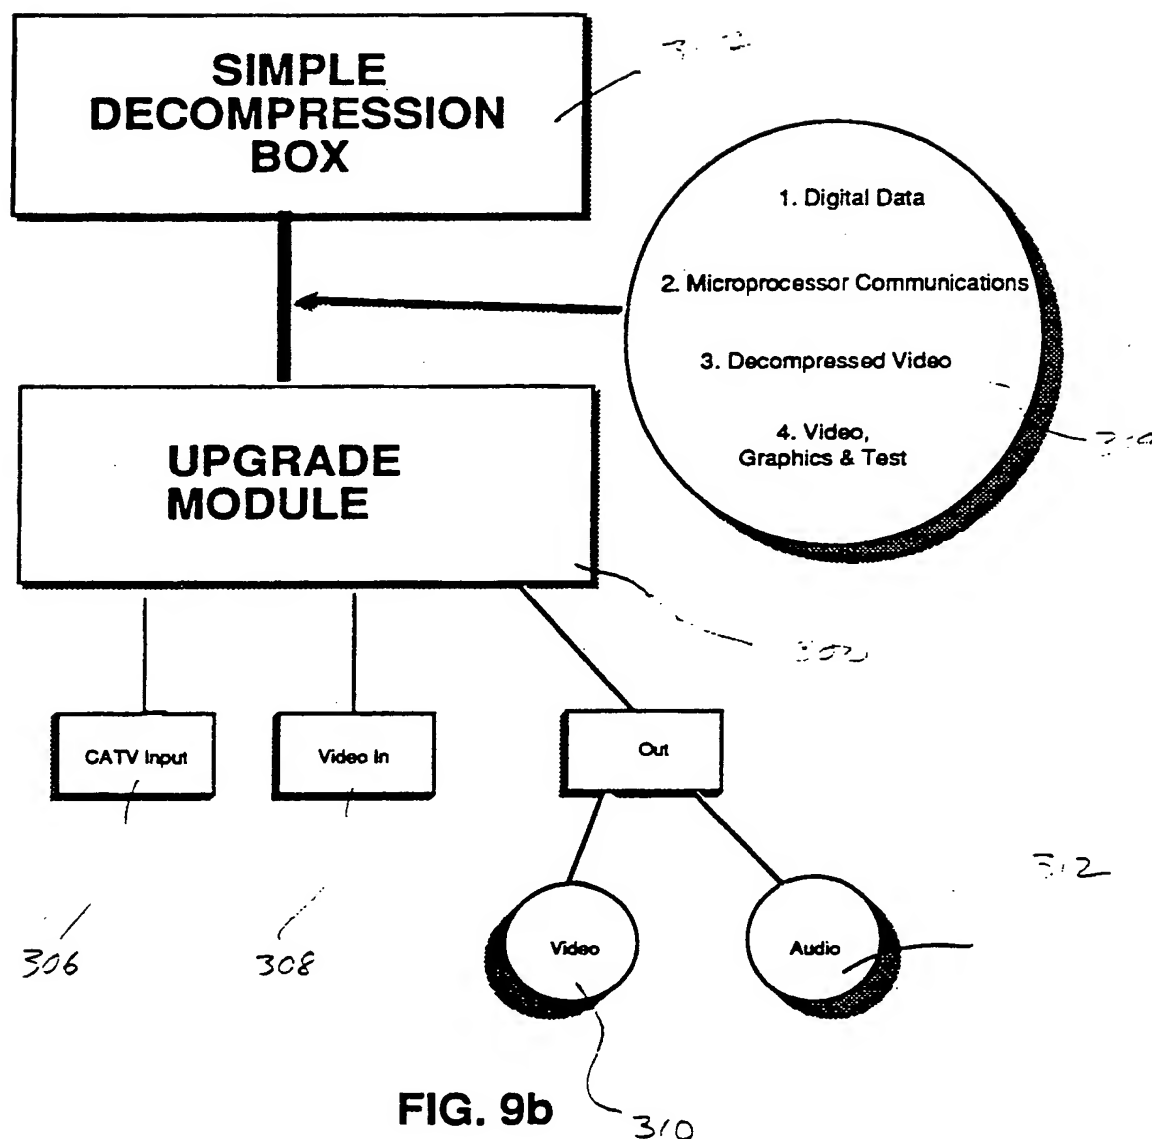 SIMPLE
DECOMPRESSION
BOX
1. Digital Data
2. Microprocessor Communications
3. Decompressed Video
4. Video,
Graphics & Test
UPGRADE
MODULE
CATV Input
Video In
Out
312
306
308
Video
Audio
FIG. 9b
310